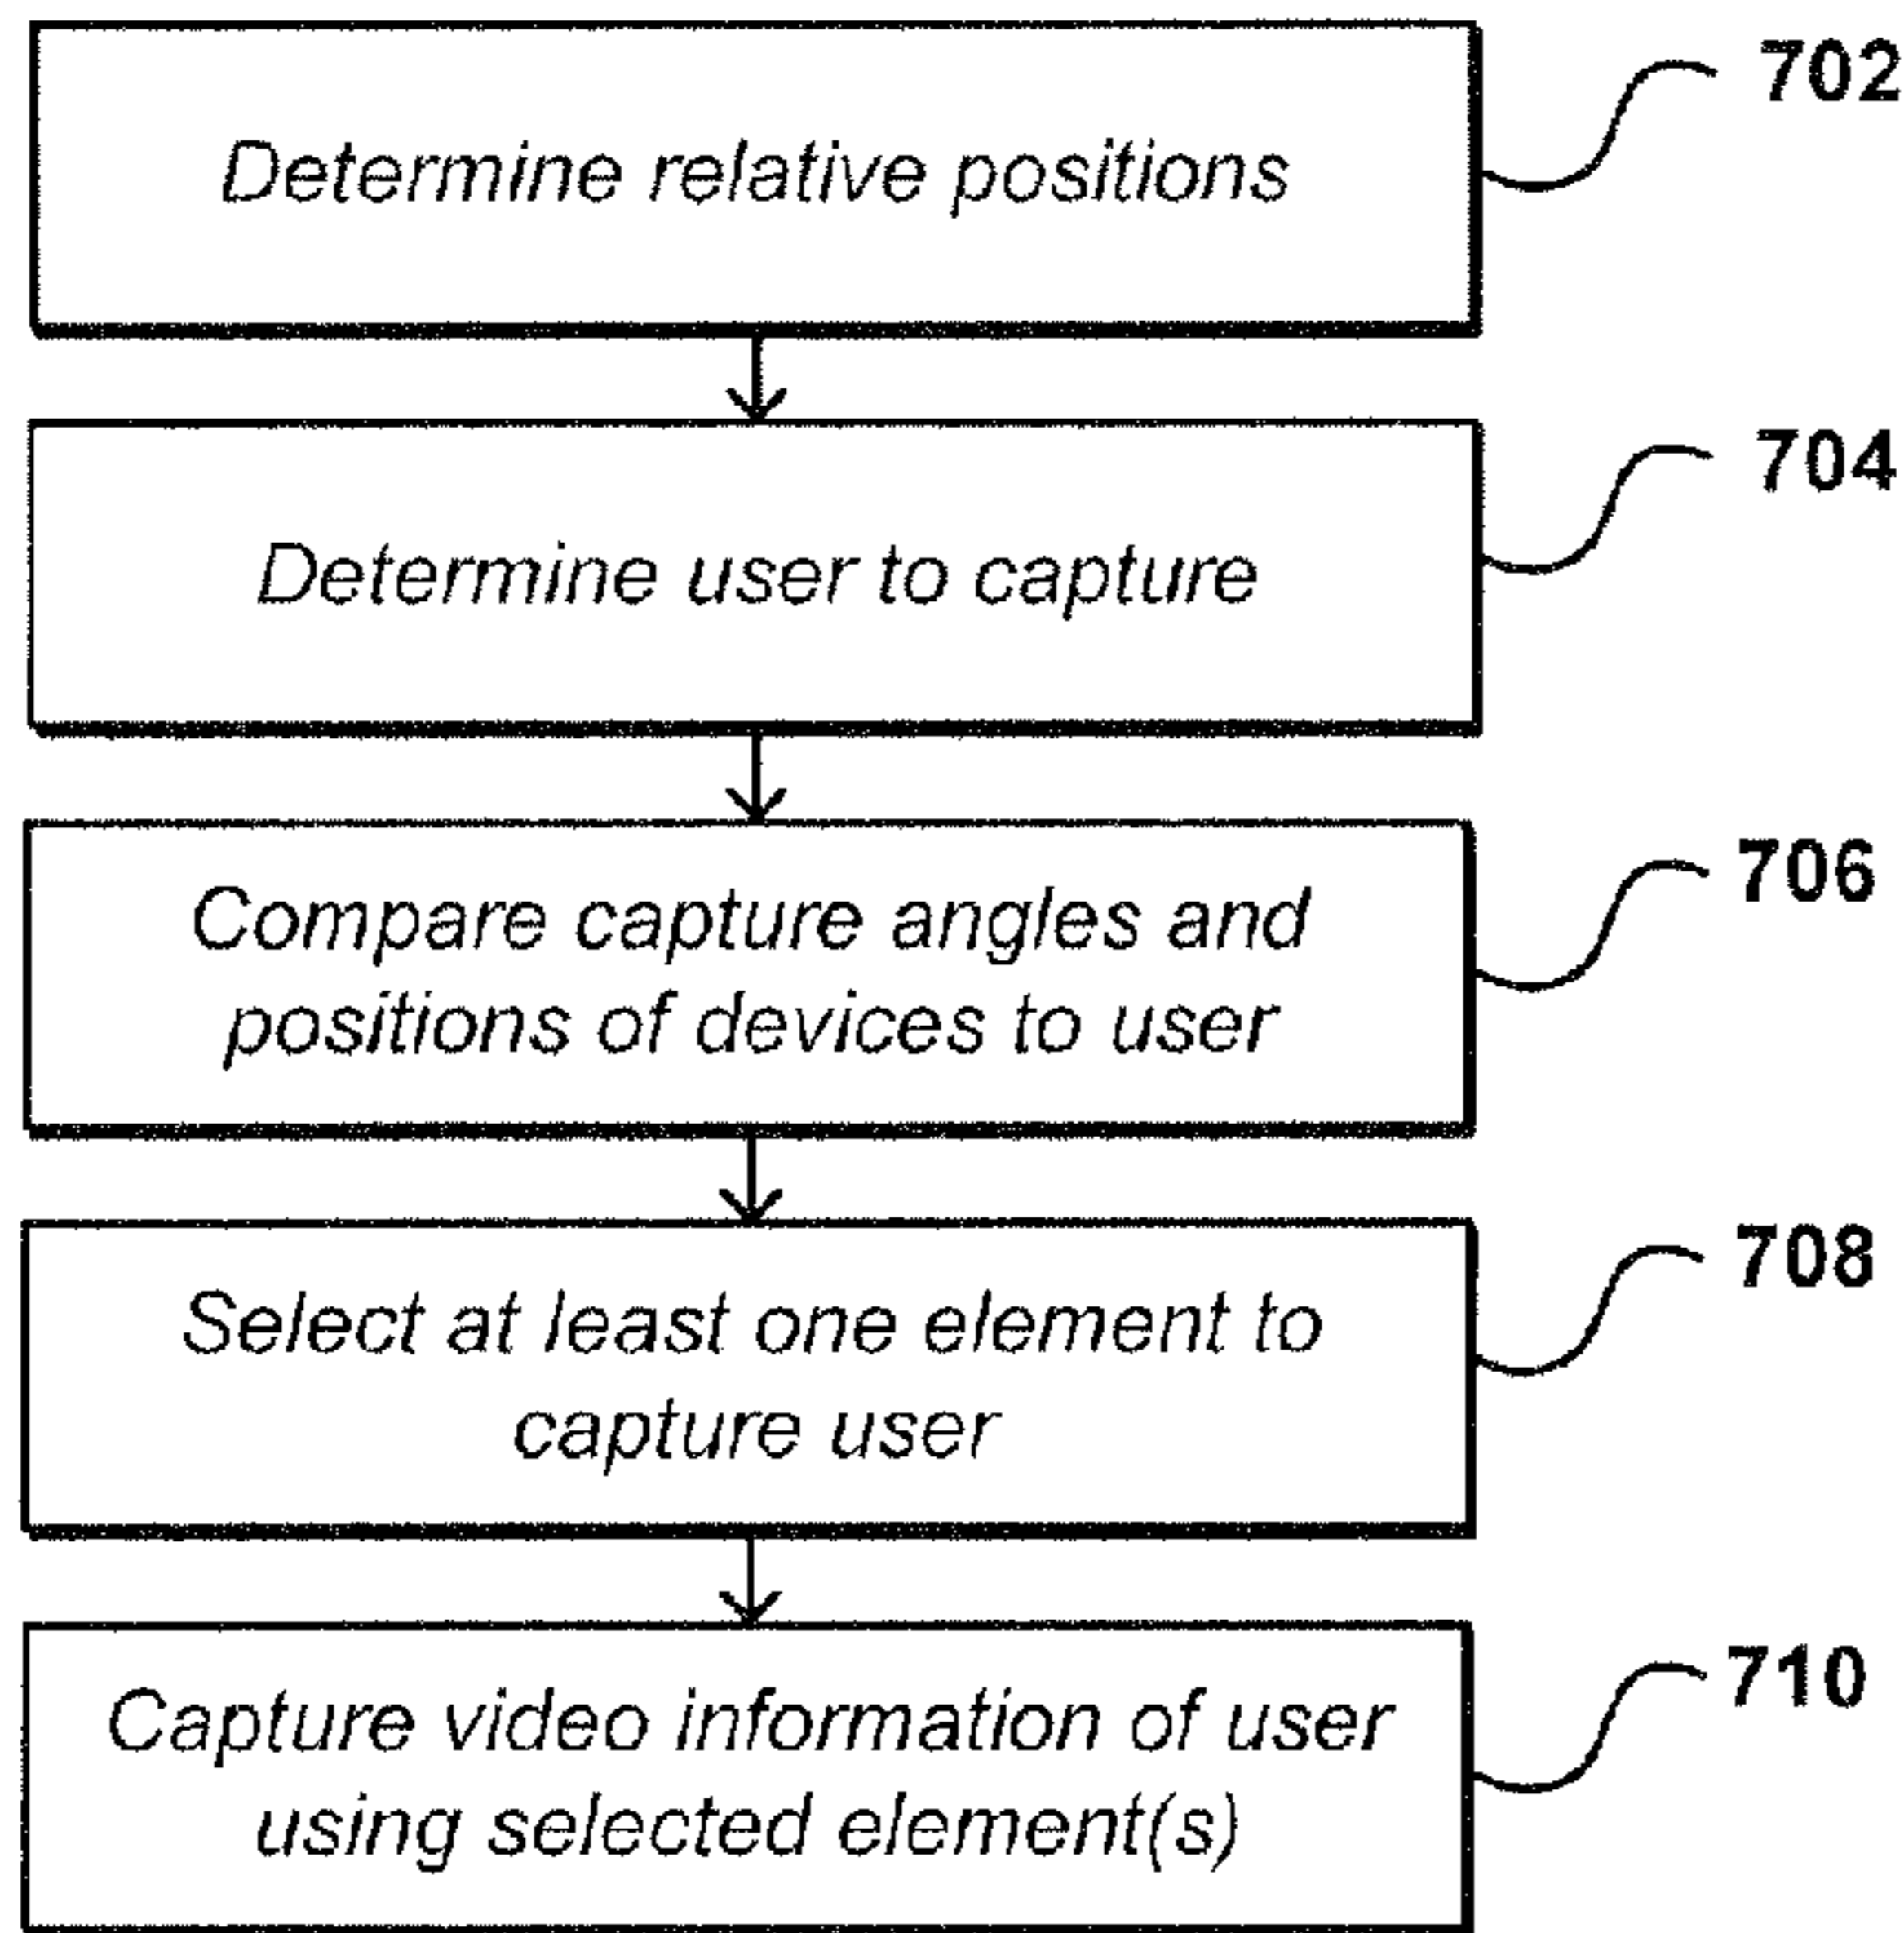 Determine relative positions
702
Determine user to capture
704
Compare capture angles and
positions of devices to user
706
Select at least one element to
capture user
708
Capture video information of user
using selected element(s)
710